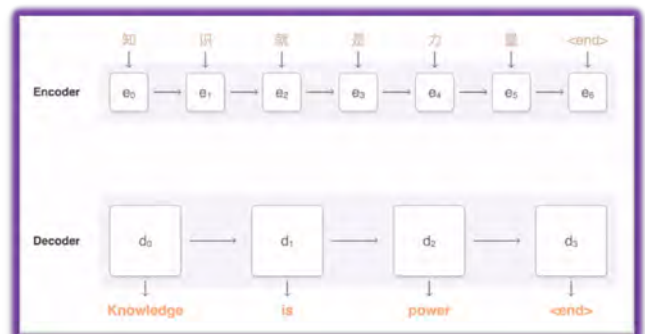 知 识 就 是 力 量 <end>
Encoder e₀ e₁ e₂ e₃ e₄ e₅ e₆
Decoder d₀ d₁ d₂ d₃
Knowledge is power <end>